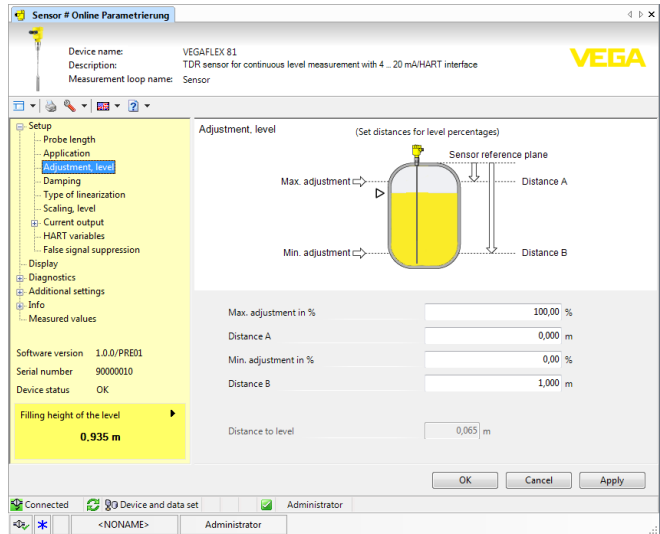 Sensor # Online Parametrierung
Device name: VEGAFLEX 81
Description: TDR sensor for continuous level measurement with 4 .. 20 mA/HART interface
Measurement loop name: Sensor
VEGA
Setup
Probe length
Application
Adjustment, level
Damping
Type of linearization
Scaling, level
Current output
HART variables
False signal suppression
Display
Diagnostics
Additional settings
Info
Measured values
Software version 1.0.0/PRE01
Serial number 90000010
Device status OK
Filling height of the level
0.935 m
Adjustment, level
(Set distances for level percentages)
Sensor reference plane
Max. adjustment
Distance A
Min. adjustment
Distance B
Max. adjustment in % 100,00 %
Distance A 0,000 m
Min. adjustment in % 0,00 %
Distance B 1,000 m
Distance to level 0,065 m
OK Cancel Apply
Connected Device and data set Administrator
<NONAME> Administrator